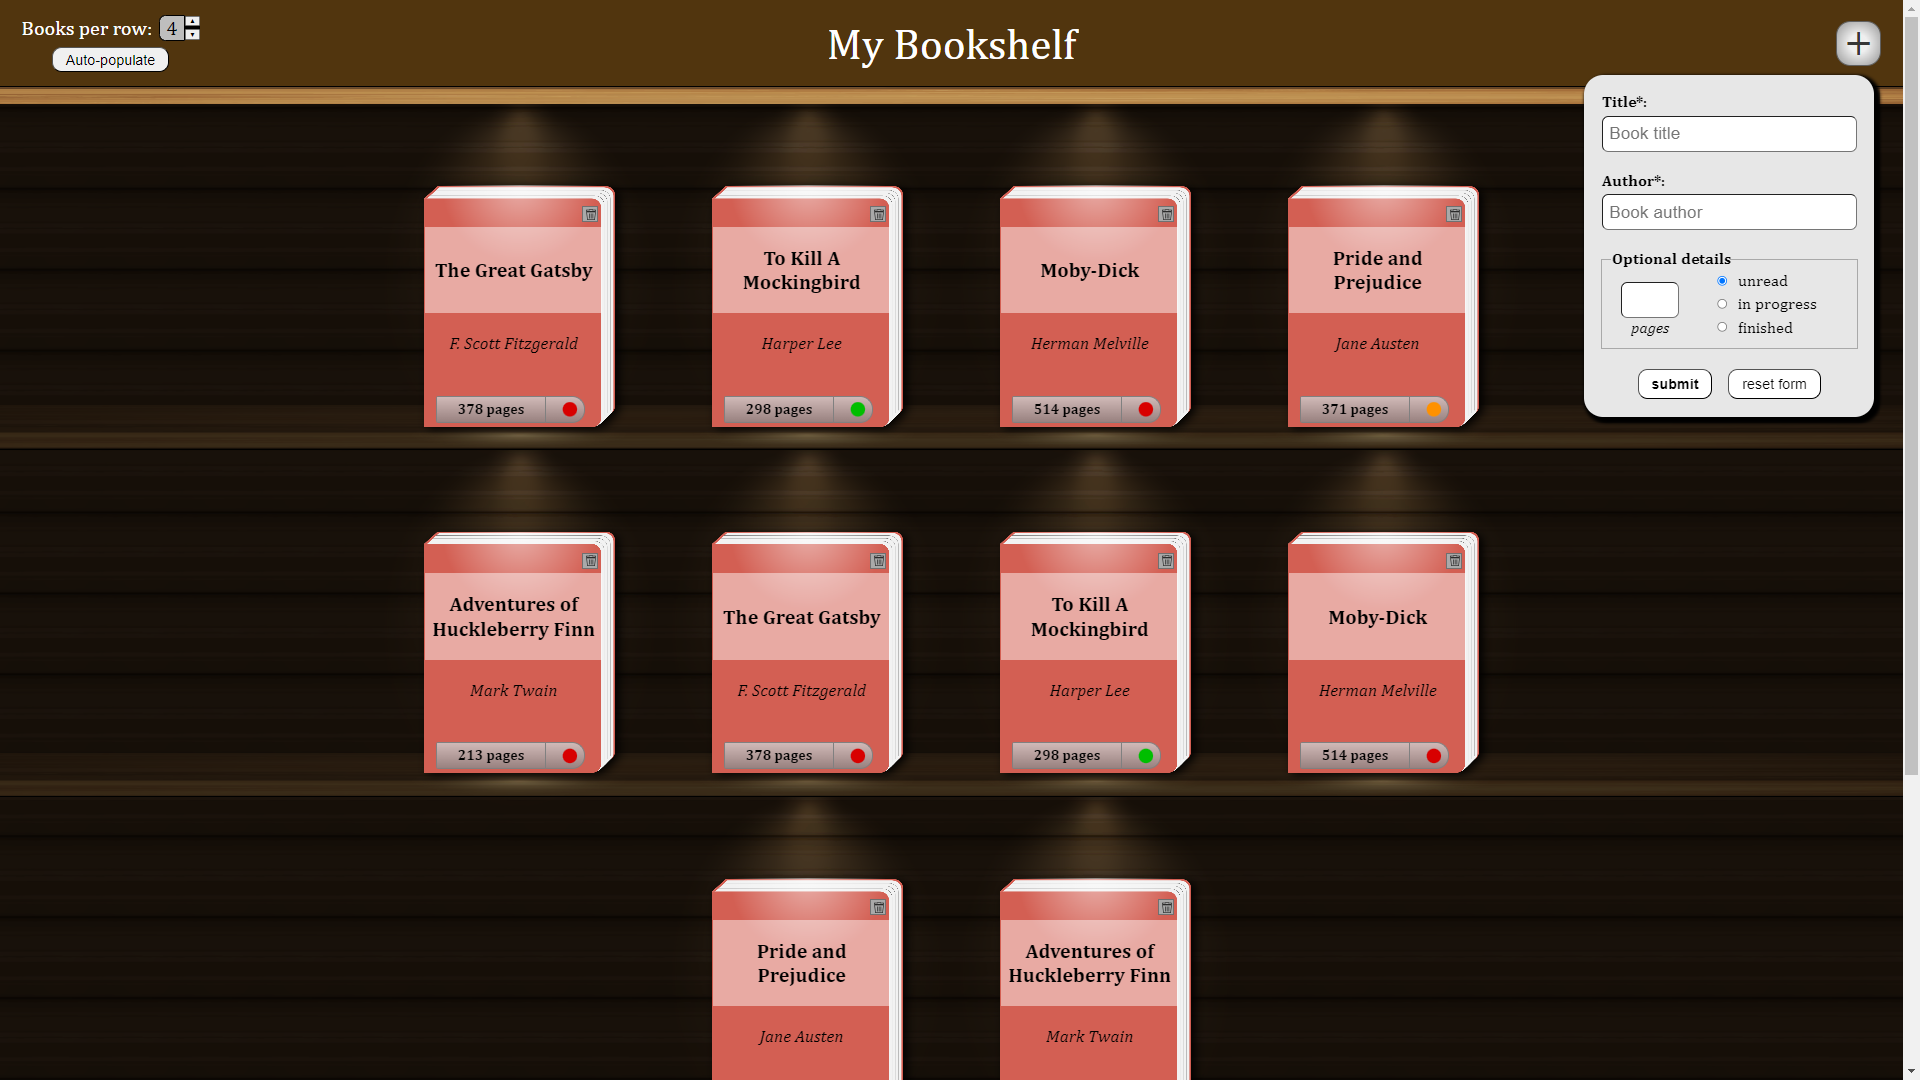 Books per row: 4
Auto-populate
My Bookshelf
+
Title*:
Book title
Author*:
Book author
Optional details
pages
unread
in progress
finished
submit
reset form
The Great Gatsby
F. Scott Fitzgerald
378 pages
To Kill A
Mockingbird
Harper Lee
298 pages
Moby-Dick
Herman Melville
514 pages
Pride and
Prejudice
Jane Austen
371 pages
Adventures of
Huckleberry Finn
Mark Twain
213 pages
The Great Gatsby
F. Scott Fitzgerald
378 pages
To Kill A
Mockingbird
Harper Lee
298 pages
Moby-Dick
Herman Melville
514 pages
Pride and
Prejudice
Jane Austen
Adventures of
Huckleberry Finn
Mark Twain